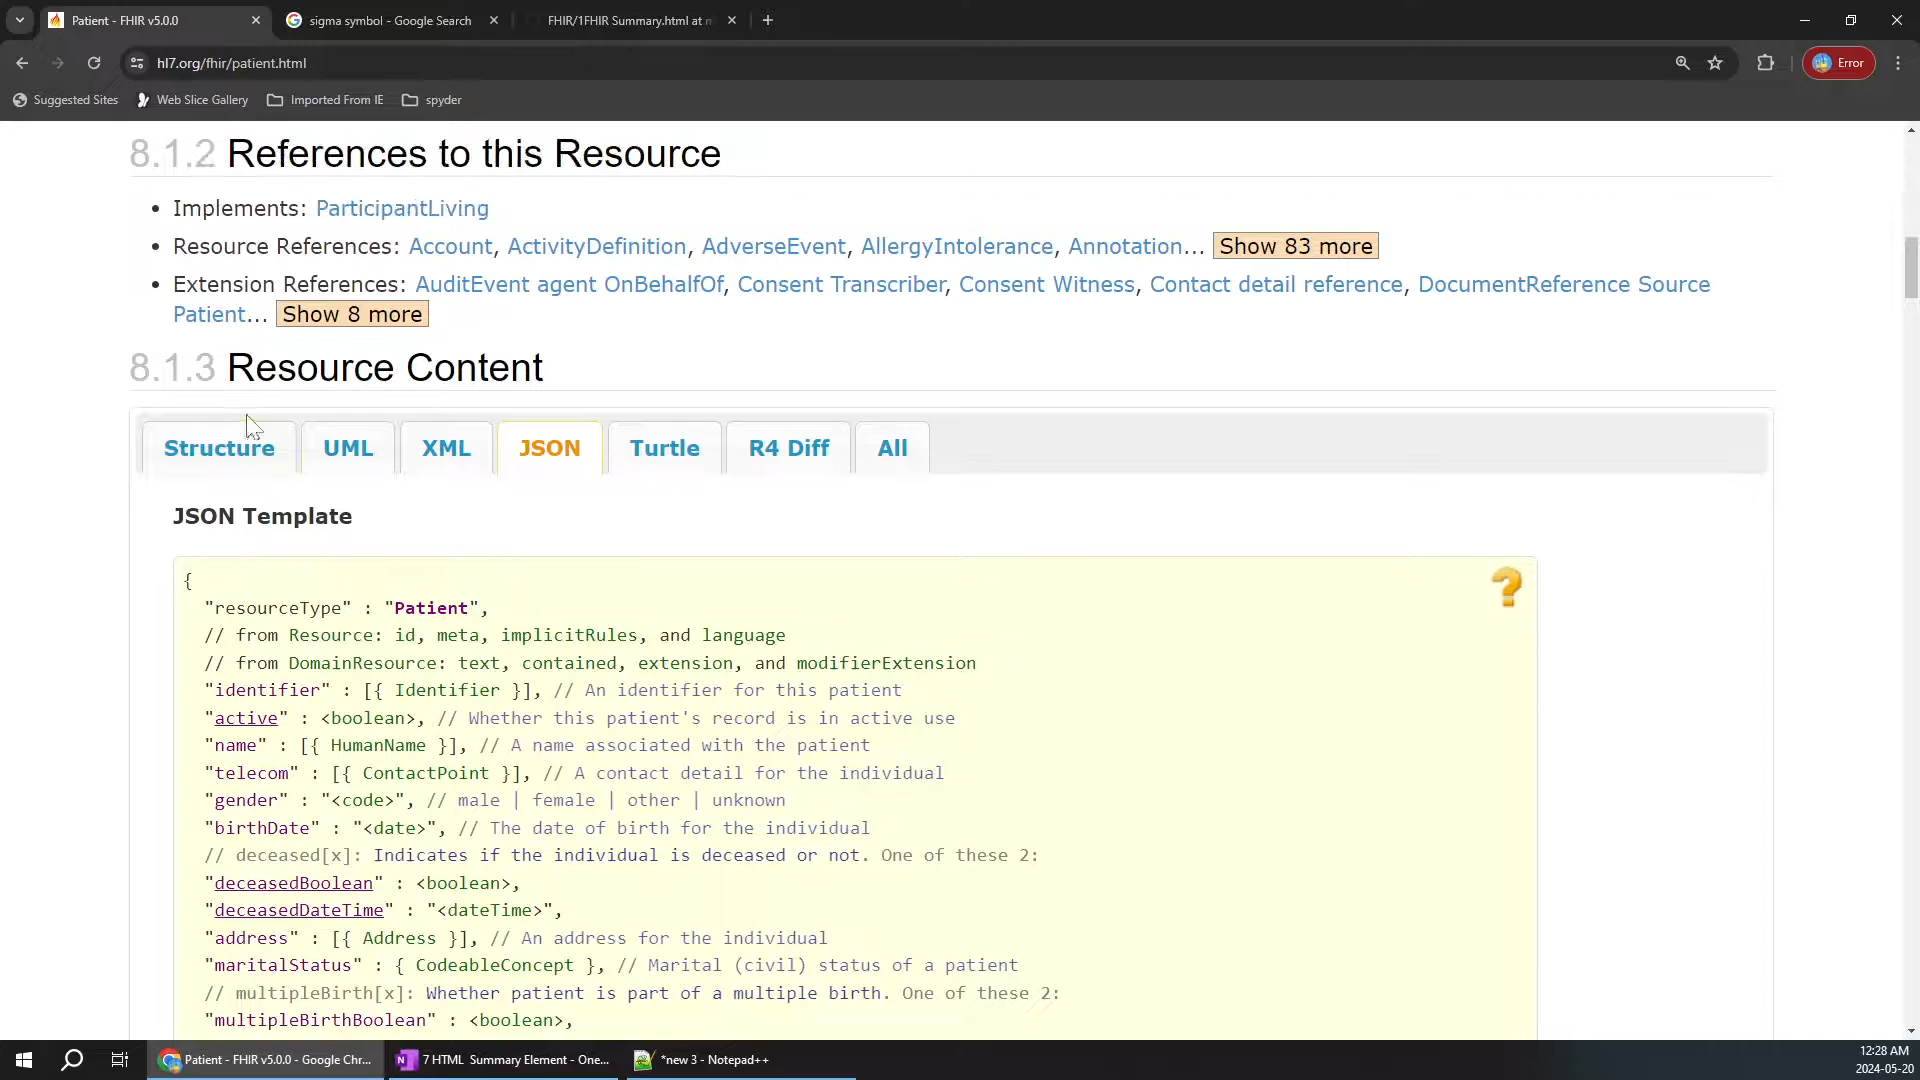 Patient - FHIR v5.0.0
sigma symbol - Google Search
FHIR/1FHIR Summary.html at m
hl7.org/fhir/patient.html
Error
Suggested Sites
Web Slice Gallery
Imported From IE
spyder
8.1.2 References to this Resource
• Implements: ParticipantLiving
• Resource References: Account, ActivityDefinition, AdverseEvent, AllergyIntolerance, Annotation... Show 83 more
• Extension References: AuditEvent agent OnBehalfOf, Consent Transcriber, Consent Witness, Contact detail reference, DocumentReference Source
Patient... Show 8 more
8.1.3 Resource Content
Structure UML XML JSON Turtle R4 Diff All
JSON Template
{
"resourceType" : "Patient",
// from Resource: id, meta, implicitRules, and language
// from DomainResource: text, contained, extension, and modifierExtension
"identifier" : [{ Identifier }], // An identifier for this patient
"active" : <boolean>, // Whether this patient's record is in active use
"name" : [{ HumanName }], // A name associated with the patient
"telecom" : [{ ContactPoint }], // A contact detail for the individual
"gender" : "<code>", // male | female | other | unknown
"birthDate" : "<date>", // The date of birth for the individual
// deceased[x]: Indicates if the individual is deceased or not. One of these 2:
"deceasedBoolean" : <boolean>,
"deceasedDateTime" : "<dateTime>",
"address" : [{ Address }], // An address for the individual
"maritalStatus" : { CodeableConcept }, // Marital (civil) status of a patient
// multipleBirth[x]: Whether patient is part of a multiple birth. One of these 2:
"multipleBirthBoolean" : <boolean>,
Patient - FHIR v5.0.0 - Google Chr...
7 HTML Summary Element - One...
*new 3 - Notepad++
12:28 AM
2024-05-20